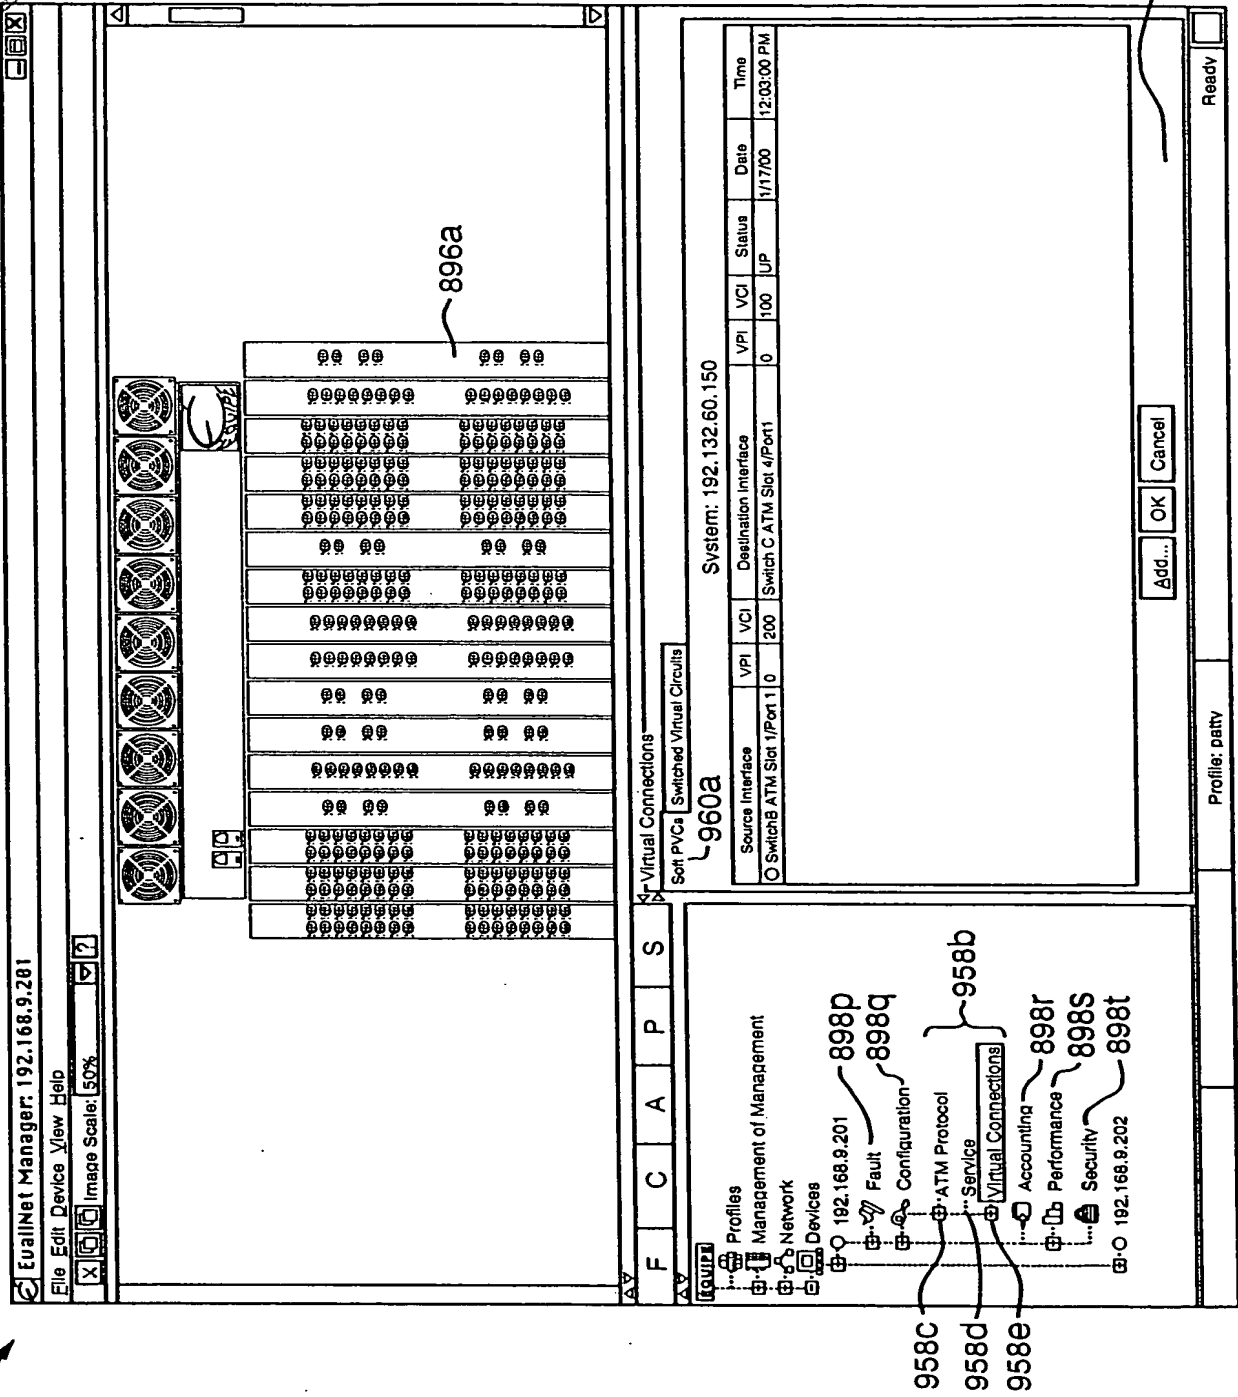 EuallNet Manager: 192.168.9.201
File Edit Device View Help
X Image Scale: 50% ?
896a
F C A P S
EQUIPE
Profiles
Management of Management
Network
Devices
192.168.9.201
Fault
898p
Configuration
898q
ATM Protocol
Service
Virtual Connections
958b
Accounting
898r
Performance
898s
Security
898t
192.168.9.202
958c
958d
958e
Virtual Connections
Soft PVCs Switched Virtual Circuits
960a
System: 192.132.60.150
Source Interface VPI VCI Destination Interface VPI VCI Status Date Time
SwitchB ATM Slot 1/Port 1 0 200 Switch C ATM Slot 4/Port1 0 100 UP 1/17/00 12:03:00 PM
Add... OK Cancel
Profile: patty
Ready